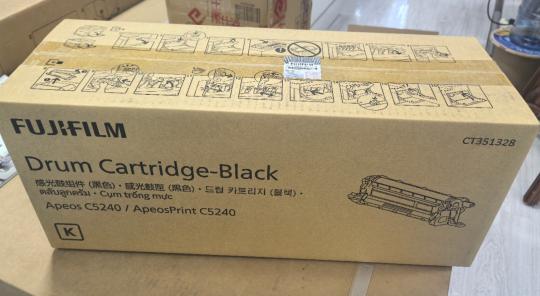 FUJIFILM
CT351328
Drum Cartridge-Black
感光鼓组件 (黑色)・感光鼓匣 (黑色)・드럼 카트리지 (블랙)・
ตลับลูกดรัม・Cụm trống mực
Apeos C5240 / ApeosPrint C5240
K